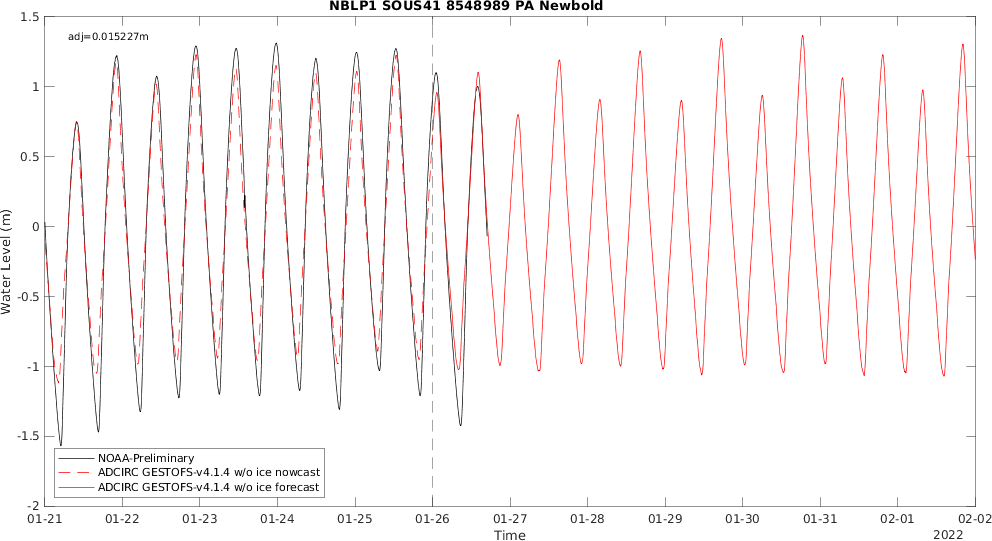 NBLP1 SOUS41 8548989 PA Newbold
adj=0.015227m
1.5
1
0.5
0
-0.5
-1
-1.5
-2
Water Level (m)
NOAA-Preliminary
ADCIRC GESTOFS-v4.1.4 w/o ice nowcast
ADCIRC GESTOFS-v4.1.4 w/o ice forecast
01-21 01-22 01-23 01-24 01-25 01-26 01-27 01-28 01-29 01-30 01-31 02-01 02-02
Time
2022